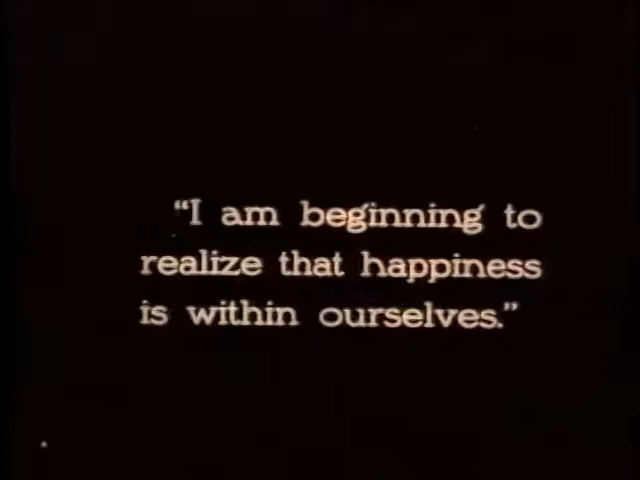 “I am beginning to
realize that happiness
is within ourselves.”